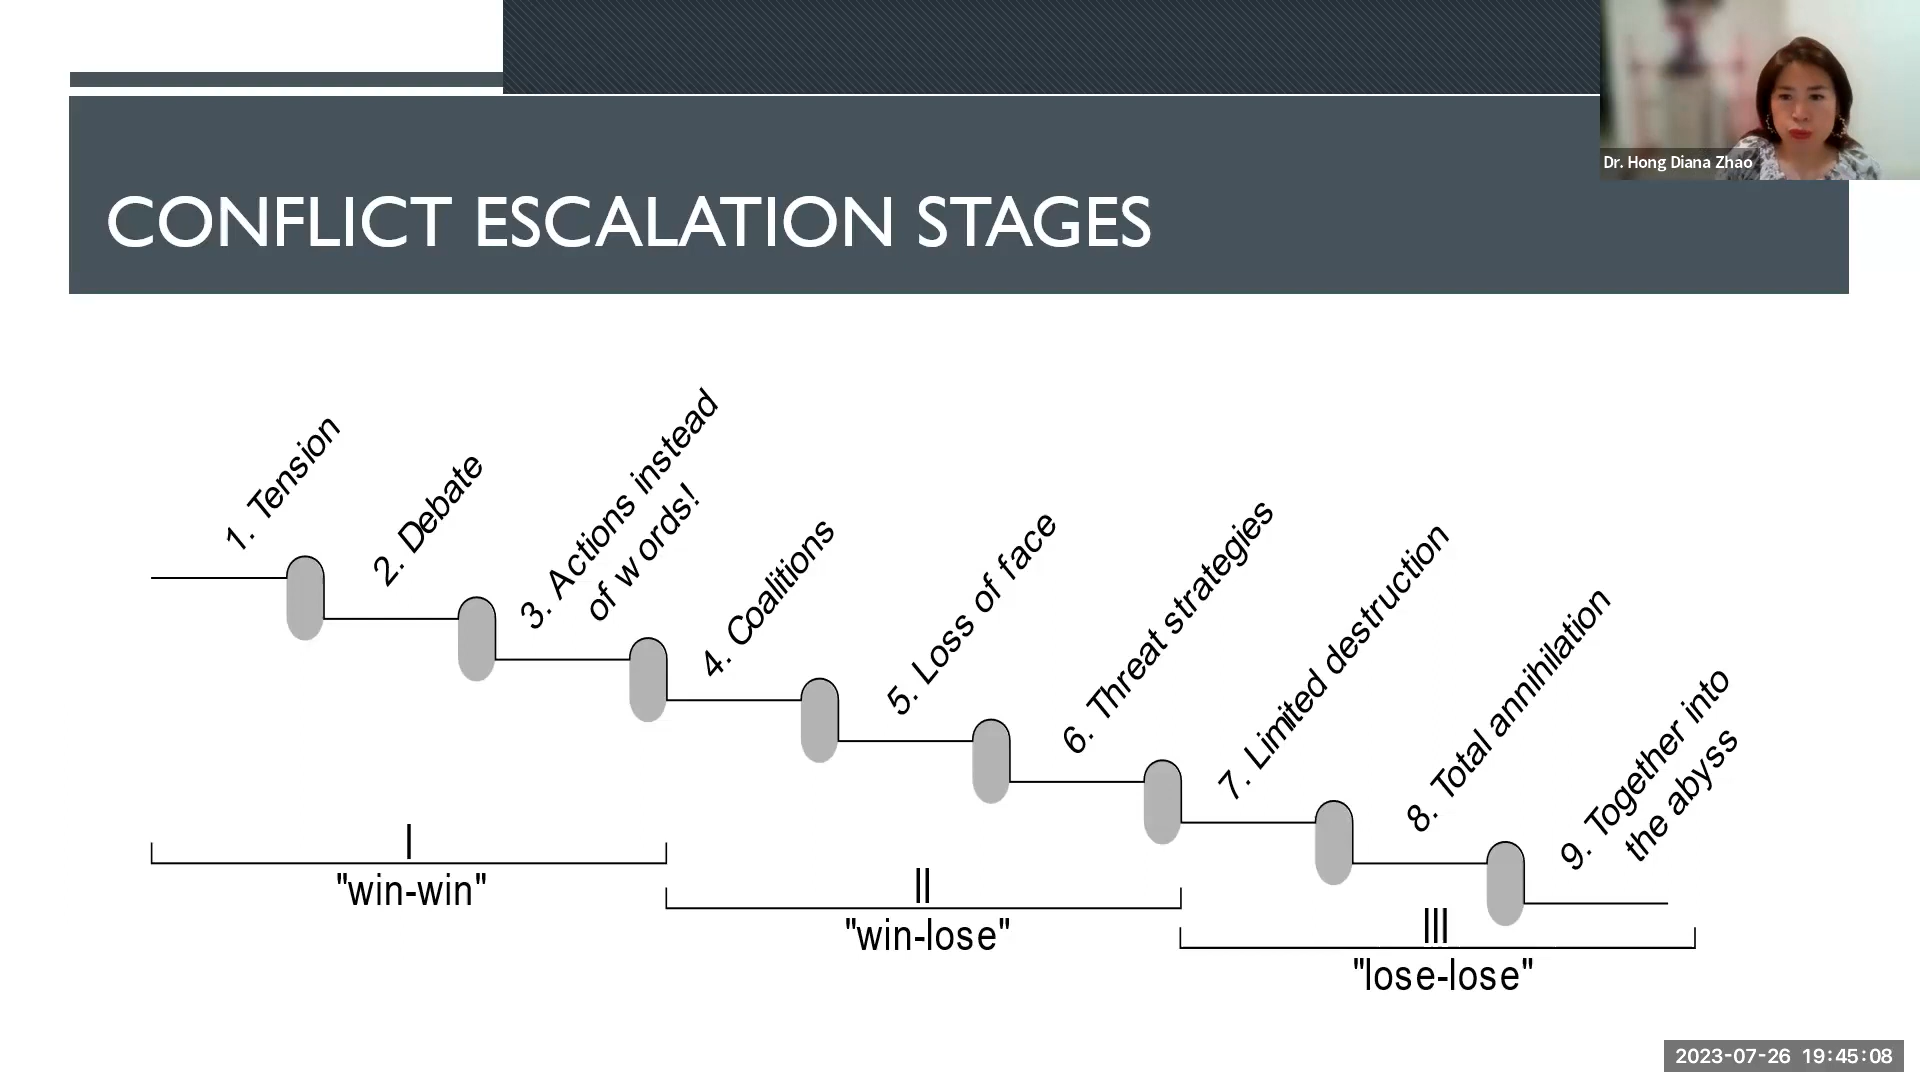 Dr. Hong Diana Zhao
CONFLICT ESCALATION STAGES
1. Tension
2. Debate
3. Actions instead
of words!
4. Coalitions
5. Loss of face
6. Threat strategies
7. Limited destruction
8. Total annihilation
9. Together into
the abyss
I
"win-win"
II
"win-lose"
III
"lose-lose"
2023-07-26 19:45:08